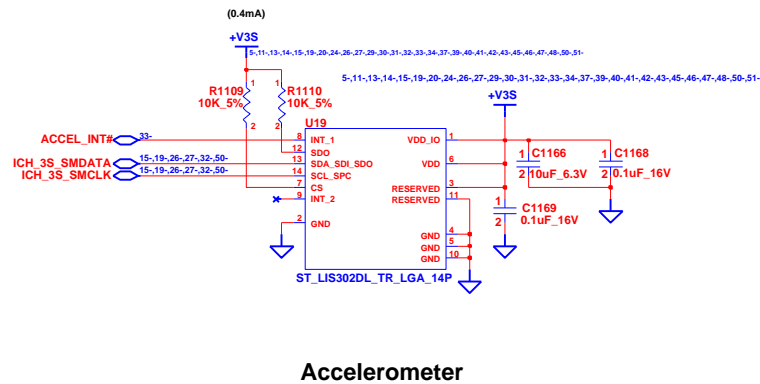 (0.4mA)
+V3S
5-,11-,13-,14-,15-,19-,20-,24-,26-,27-,29-,30-,31-,32-,33-,34-,37-,39-,40-,41-,42-,43-,45-,46-,47-,48-,50-,51-
5-,11-,13-,14-,15-,19-,20-,24-,26-,27-,29-,30-,31-,32-,33-,34-,37-,39-,40-,41-,42-,43-,45-,46-,47-,48-,50-,51-
+V3S
1 1
R1109 R1110
10K_5% 10K_5%
2 2
U19
ACCEL_INT# 33- 8 INT_1 VDD_IO 1
12 SDO
ICH_3S_SMDATA 15-,19-,26-,27-,32-,50- 13 SDA_SDI_SDO VDD 6
ICH_3S_SMCLK 15-,19-,26-,27-,32-,50- 14 SCL_SPC
7 CS RESERVED 3
9 INT_2 RESERVED 11
2 GND
GND 4
GND 5
GND 10
1 C1166
2 10uF_6.3V
1 C1168
2 0.1uF_16V
1 C1169
2 0.1uF_16V
ST_LIS302DL_TR_LGA_14P
Accelerometer